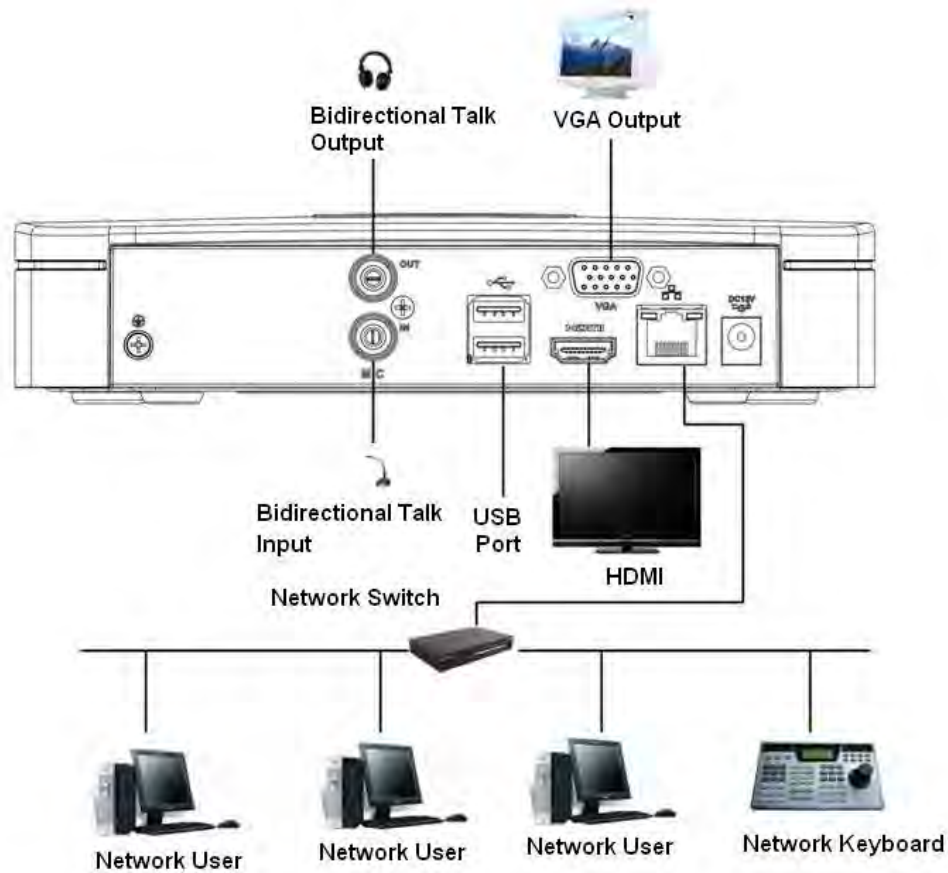 Bidirectional Talk
Output
VGA Output
OUT
IN
MIC
VGA
HDMI
DC12V
Bidirectional Talk
Input
USB
Port
HDMI
Network Switch
Network User
Network User
Network User
Network Keyboard